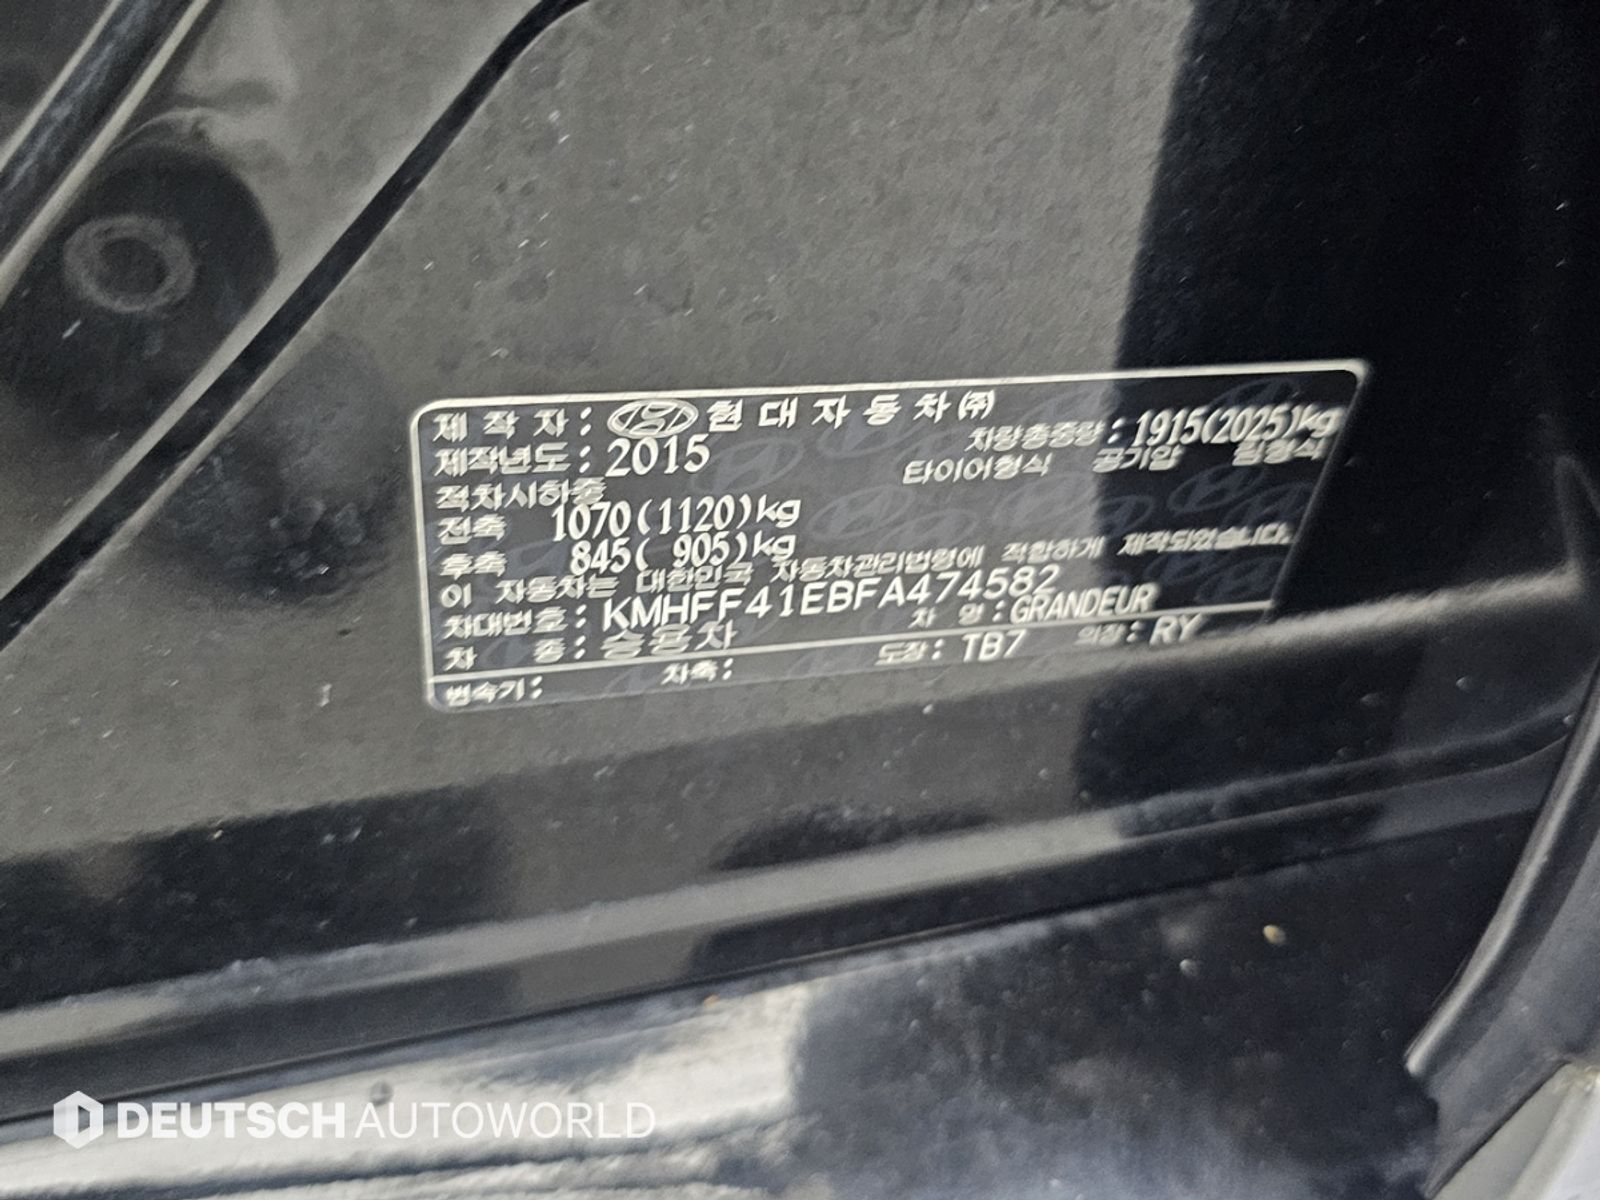 제 작 자 : 현 대 자 동 차 ㈜
제작년도 : 2015 차량총중량 : 1915(2025)kg
타이어형식 공기압 림형식
적차시하중
전축 1070(1120)kg
후축 845( 905)kg
이 자동차는 대한민국 자동차관리법령에 적합하게 제작되었습니다.
차대번호 : KMHFF41EBFA474582
차 종 : 승용차 차 명 : GRANDEUR
변속기 : 차축 : 도장 : TB7 의장 : RY
DEUTSCH AUTOWORLD